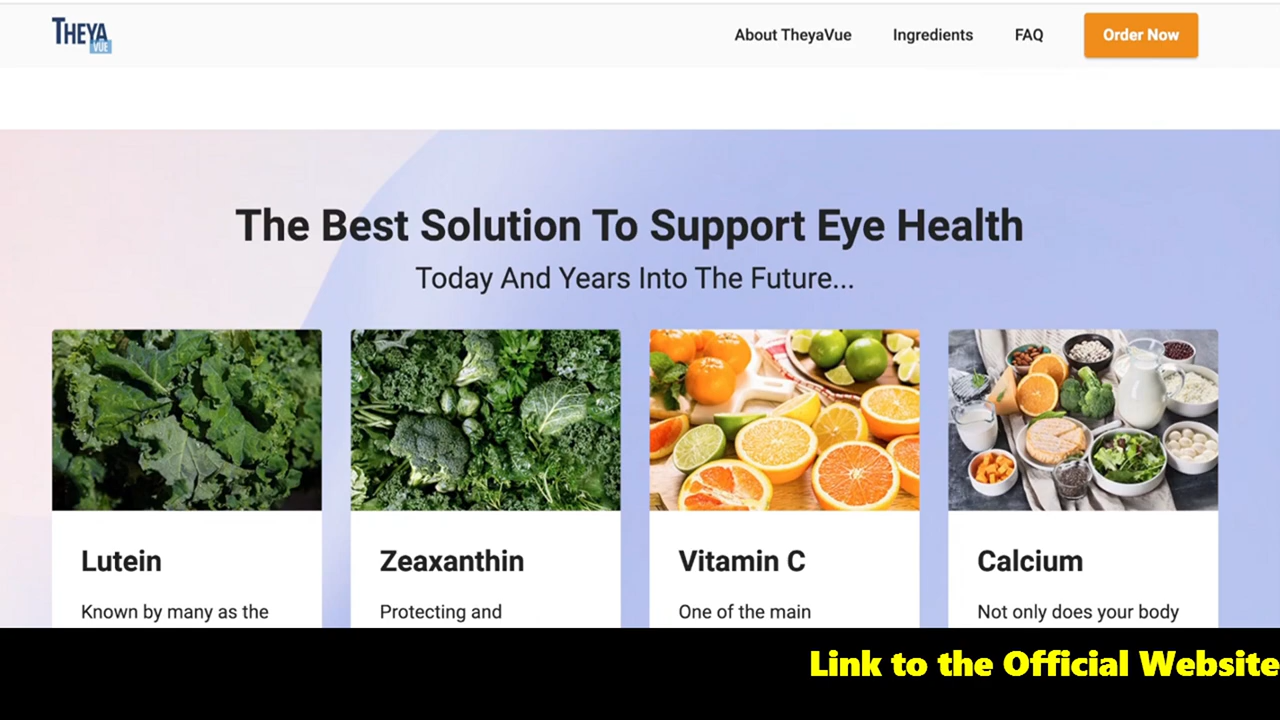 THEYA
VUE
About TheyaVue
Ingredients
FAQ
Order Now
The Best Solution To Support Eye Health
Today And Years Into The Future...
Lutein
Known by many as the
Zeaxanthin
Protecting and
Vitamin C
One of the main
Calcium
Not only does your body
Link to the Official Website